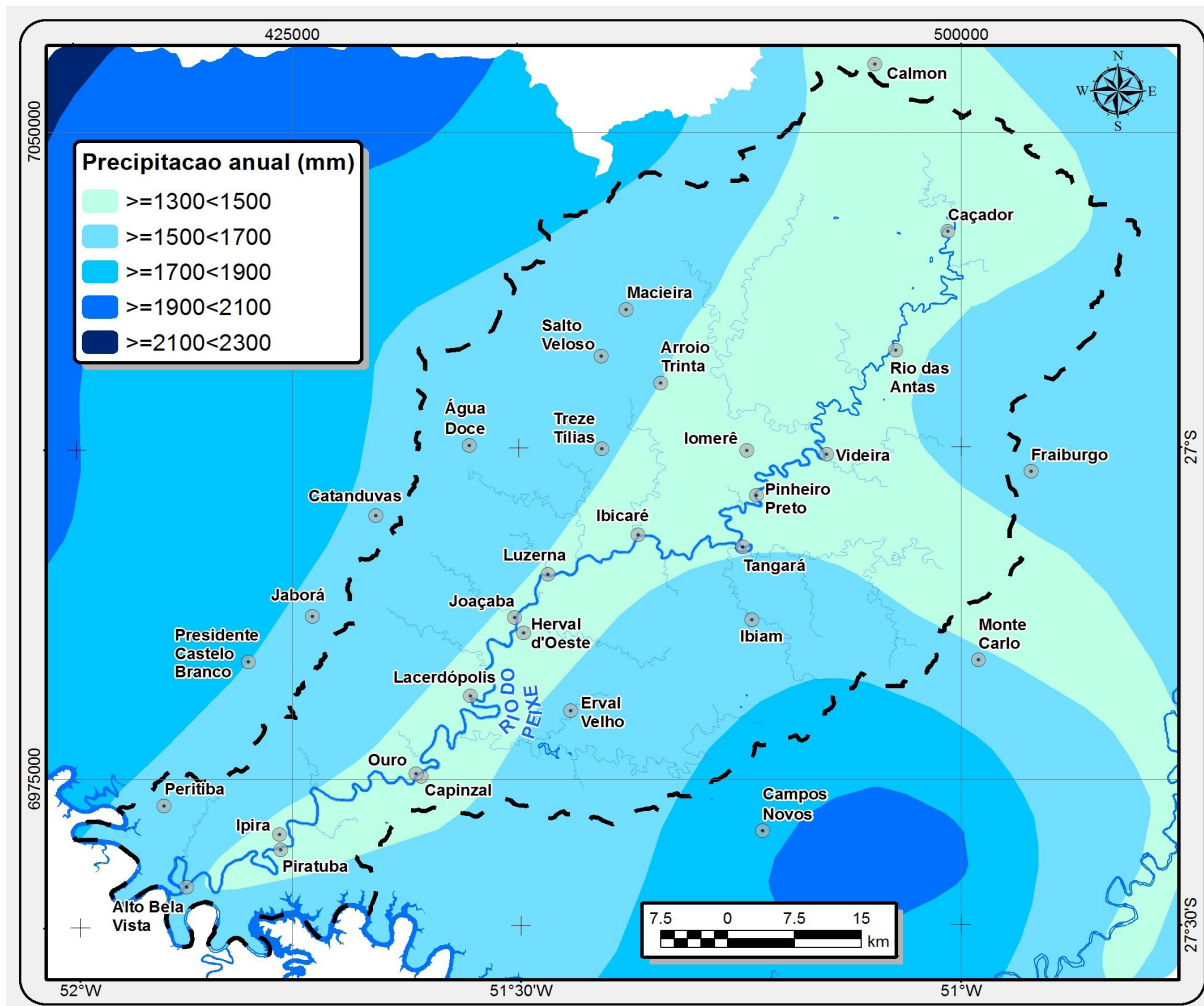 425000
500000
Calmon
N
W
E
S
7050000
Precipitacao anual (mm)
>=1300<1500
>=1500<1700
>=1700<1900
>=1900<2100
>=2100<2300
Caçador
Macieira
Salto
Veloso
Arroio
Trinta
Rio das
Antas
Água
Doce
Treze
Tílias
Iomerê
Videira
27°S
Fraiburgo
Catanduvas
Pinheiro
Preto
Ibicaré
Luzerna
Tangará
Jaborá
Joaçaba
Herval
d'Oeste
Ibiam
Monte
Carlo
Presidente
Castelo
Branco
Lacerdópolis
RIO DO
PEIXE
Erval
Velho
Ouro
Capinzal
6975000
Peritiba
Campos
Novos
Ipira
Piratuba
Alto Bela
Vista
7.5
0
7.5
15
km
27°30'S
52°W
51°30'W
51°W